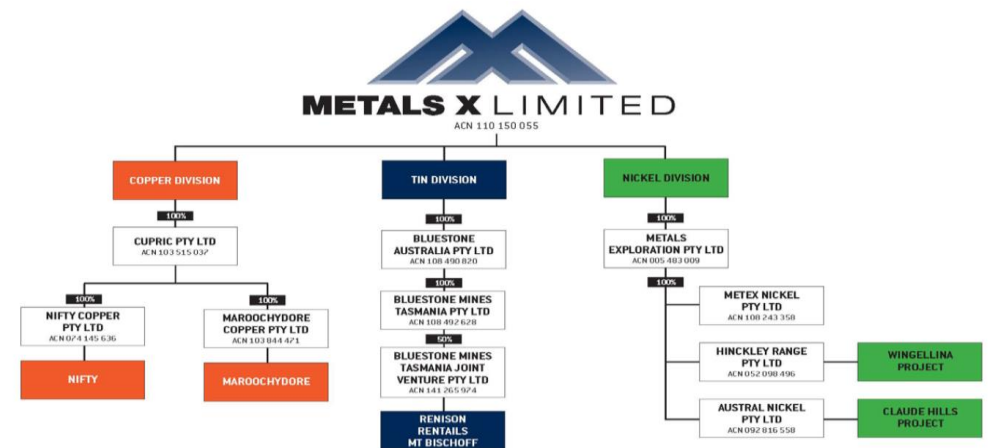 METALS X LIMITED
ACN 110 150 055
COPPER DIVISION
100%
CUPRIC PTY LTD
ACN 103 515 037
100%
NIFTY COPPER
PTY LTD
ACN 074 145 636
NIFTY
100%
MAROOCHYDORE
COPPER PTY LTD
ACN 103 844 471
MAROOCHYDORE
TIN DIVISION
100%
BLUESTONE
AUSTRALIA PTY LTD
ACN 108 490 820
100%
BLUESTONE MINES
TASMANIA PTY LTD
ACN 108 492 628
50%
BLUESTONE MINES
TASMANIA JOINT
VENTURE PTY LTD
ACN 141 265 974
RENISON
RENTAILS
MT BISCHOFF
NICKEL DIVISION
100%
METALS
EXPLORATION PTY LTD
ACN 005 483 009
100%
METEX NICKEL
PTY LTD
ACN 108 243 358
HINCKLEY RANGE
PTY LTD
ACN 052 098 496
WINGELLINA
PROJECT
AUSTRAL NICKEL
PTY LTD
ACN 092 816 558
CLAUDE HILLS
PROJECT